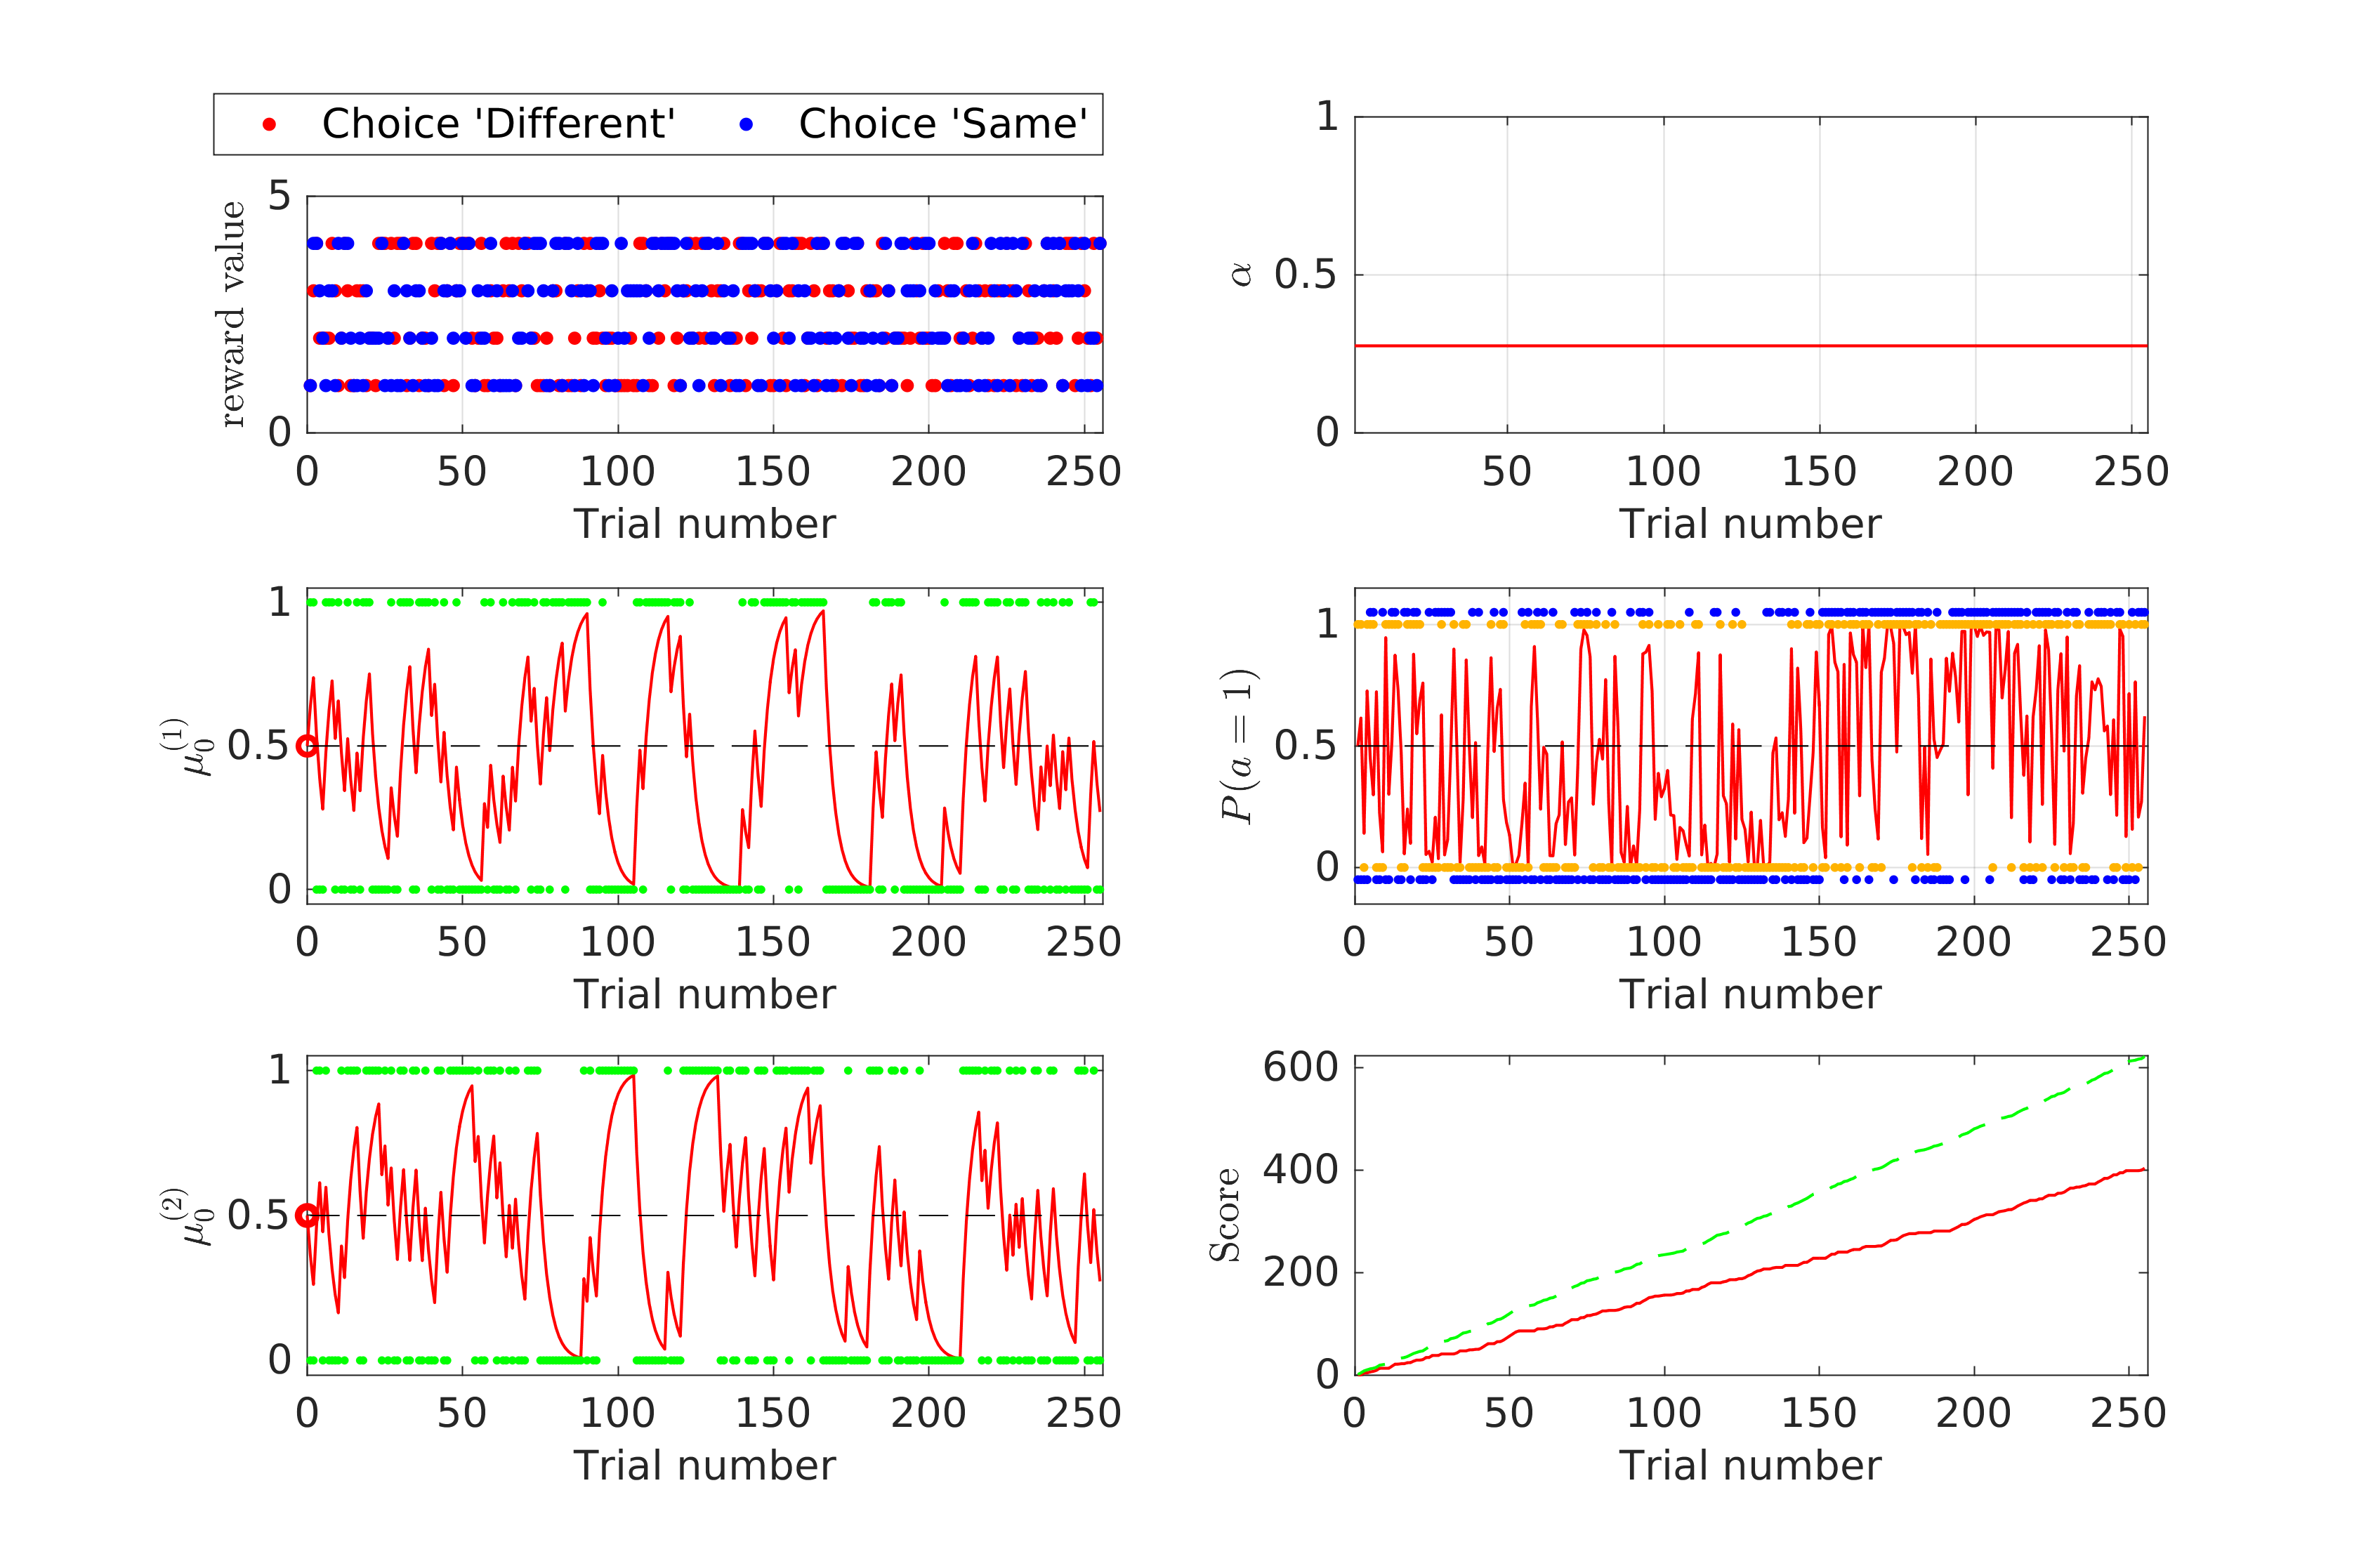 Choice 'Different' Choice 'Same'
5
0
reward value
0 50 100 150 200 250
Trial number
1
0.5
0
α
50 100 150 200 250
Trial number
1
0.5
0
μ₀⁽¹⁾
0 50 100 150 200 250
Trial number
1
0.5
0
P(a = 1)
0 50 100 150 200 250
Trial number
1
0.5
0
μ₀⁽²⁾
0 50 100 150 200 250
Trial number
600
400
200
0
Score
0 50 100 150 200 250
Trial number